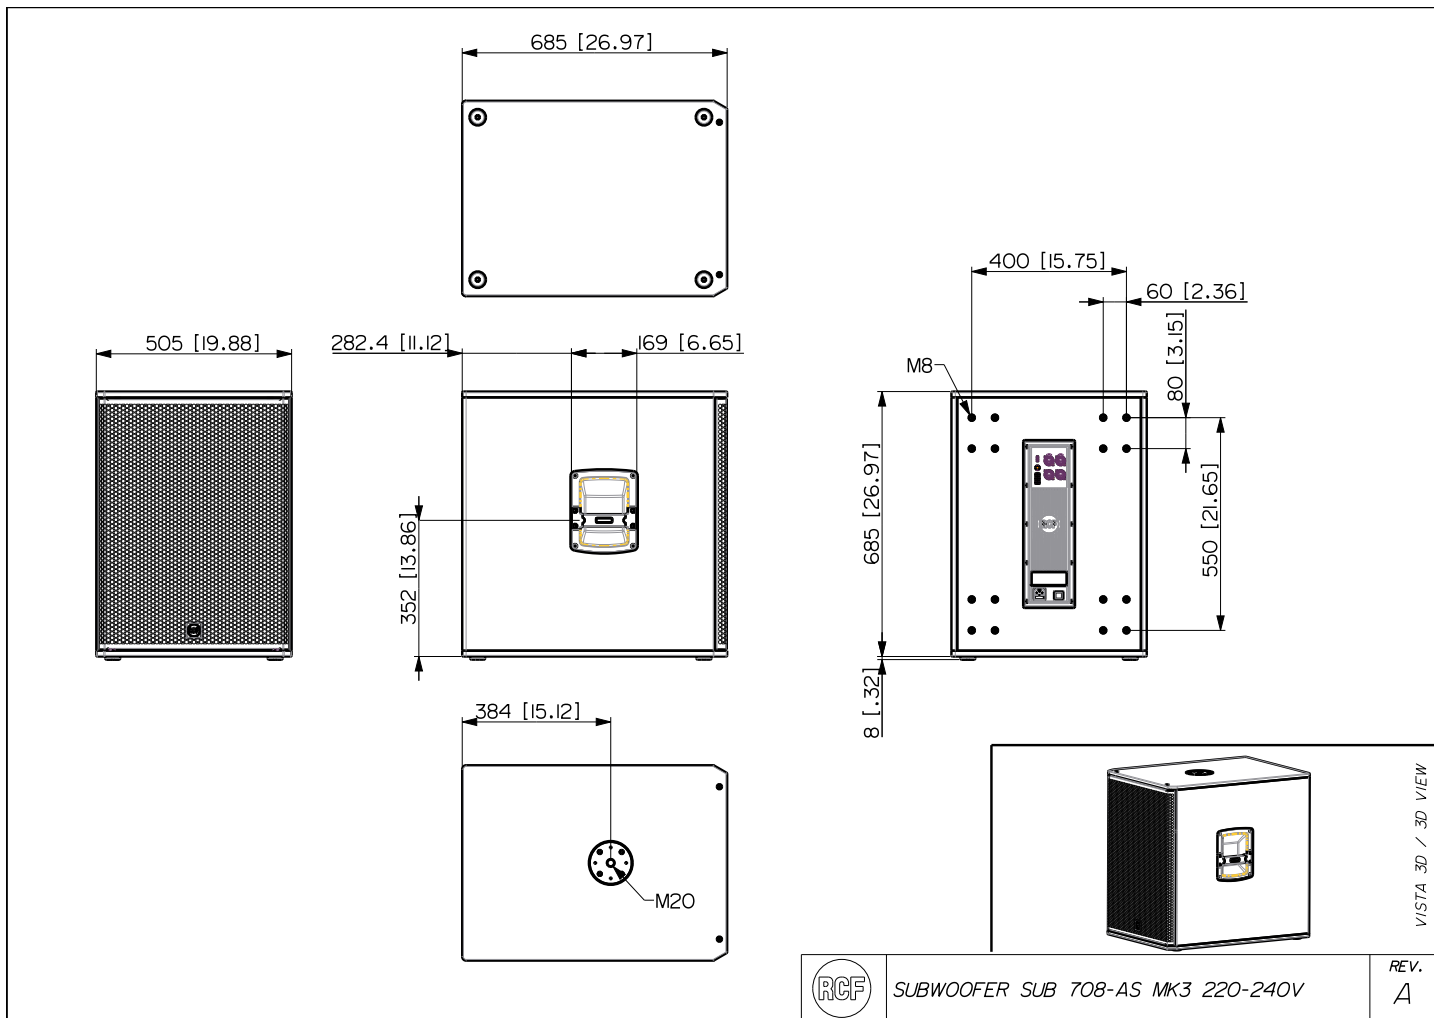 685 [26.97]
400 [15.75]
60 [2.36]
505 [19.88]
282.4 [11.12]
169 [6.65]
M8
80 [3.15]
352 [13.86]
685 [26.97]
RCF
550 [21.65]
8 [.32]
384 [15.12]
M20
VISTA 3D / 3D VIEW
RCF
SUBWOOFER SUB 708-AS MK3 220-240V
REV.
A